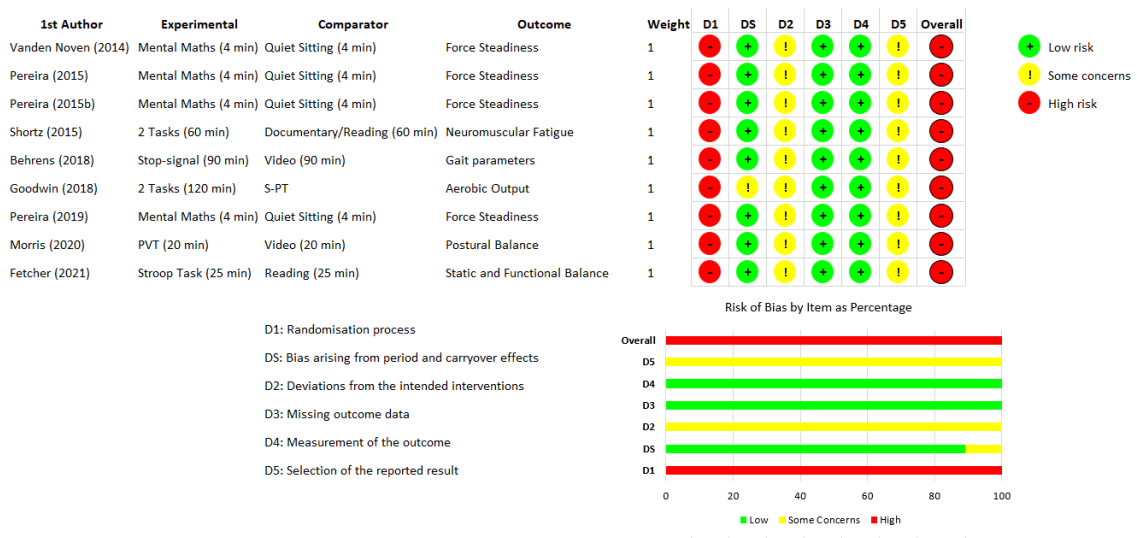 1st Author Experimental Comparator Outcome Weight D1 DS D2 D3 D4 D5 Overall
Vanden Noven (2014) Mental Maths (4 min) Quiet Sitting (4 min) Force Steadiness 1 - + ! + + ! -
Pereira (2015) Mental Maths (4 min) Quiet Sitting (4 min) Force Steadiness 1 - + ! + + ! -
Pereira (2015b) Mental Maths (4 min) Quiet Sitting (4 min) Force Steadiness 1 - + ! + + ! -
Shortz (2015) 2 Tasks (60 min) Documentary/Reading (60 min) Neuromuscular Fatigue 1 - + ! + + ! -
Behrens (2018) Stop-signal (90 min) Video (90 min) Gait parameters 1 - + ! + + ! -
Goodwin (2018) 2 Tasks (120 min) S-PT Aerobic Output 1 - ! ! + + ! -
Pereira (2019) Mental Maths (4 min) Quiet Sitting (4 min) Force Steadiness 1 - + ! + + ! -
Morris (2020) PVT (20 min) Video (20 min) Postural Balance 1 - + ! + + ! -
Fetcher (2021) Stroop Task (25 min) Reading (25 min) Static and Functional Balance 1 - + ! + + ! -
+ Low risk
! Some concerns
- High risk
D1: Randomisation process
DS: Bias arising from period and carryover effects
D2: Deviations from the intended interventions
D3: Missing outcome data
D4: Measurement of the outcome
D5: Selection of the reported result
Risk of Bias by Item as Percentage
Overall
D5
D4
D3
D2
DS
D1
0 20 40 60 80 100
Low Some Concerns High